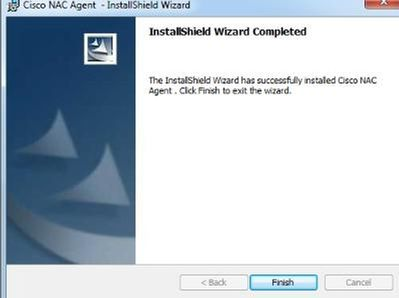 Cisco NAC Agent - InstallShield Wizard
InstallShield Wizard Completed
The InstallShield Wizard has successfully installed Cisco NAC
Agent . Click Finish to exit the wizard.
< Back
Finish
Cancel